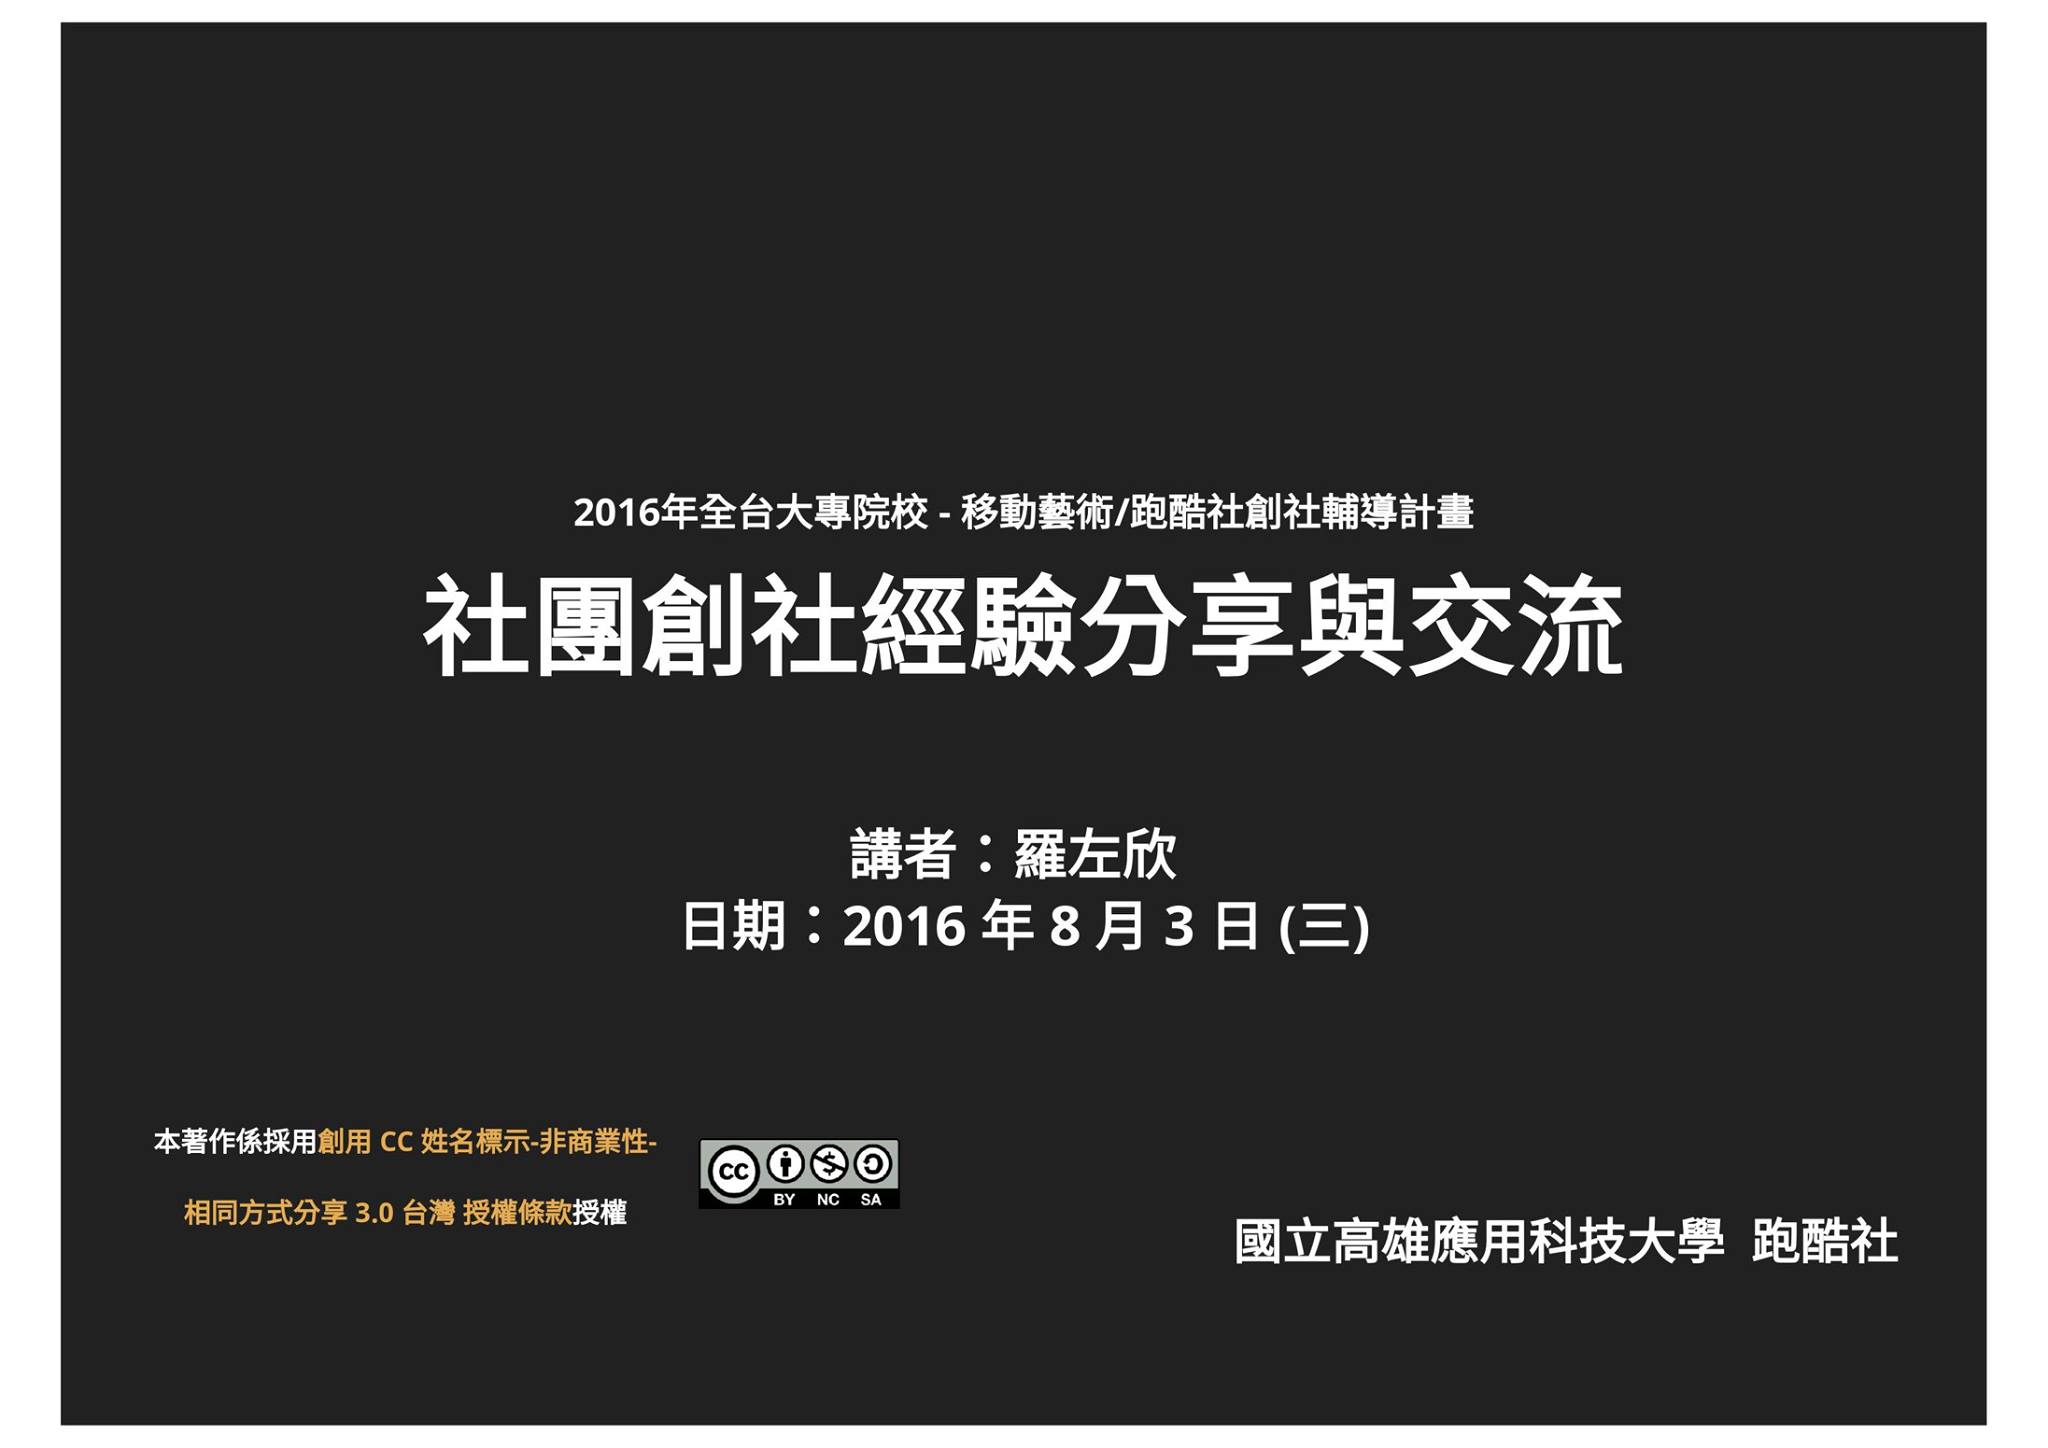 2016年全台大專院校 - 移動藝術/跑酷社創社輔導計畫
社團創社經驗分享與交流
講者：羅左欣
日期：2016 年 8 月 3 日 (三)
本著作係採用創用 CC 姓名標示-非商業性-
相同方式分享 3.0 台灣 授權條款授權
CC
BY NC SA
國立高雄應用科技大學 跑酷社